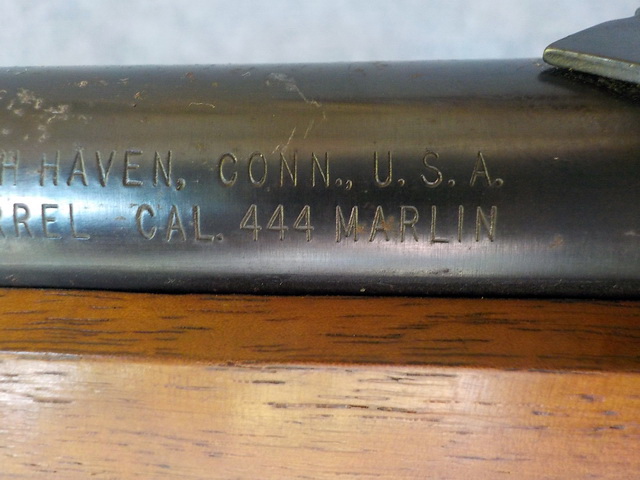 H HAVEN, CONN., U.S.A.
RREL CAL. 444 MARLIN